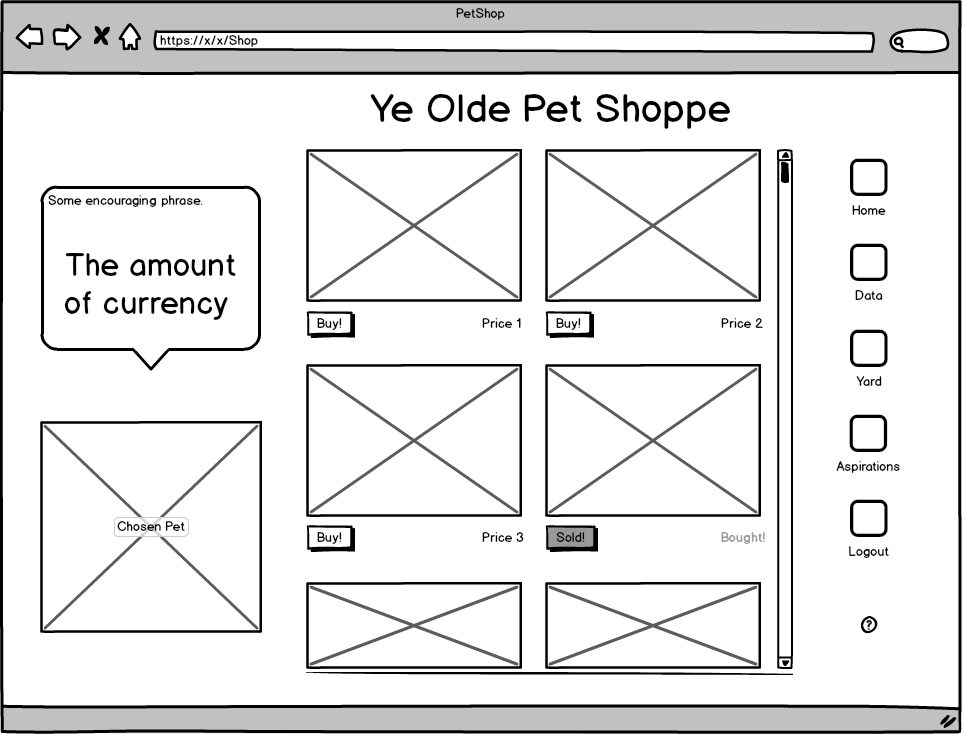 PetShop
https://x/x/Shop
Ye Olde Pet Shoppe
Some encouraging phrase.
The amount
of currency
Chosen Pet
Buy!
Price 1
Buy!
Price 2
Buy!
Price 3
Sold!
Bought!
Home
Data
Yard
Aspirations
Logout
?